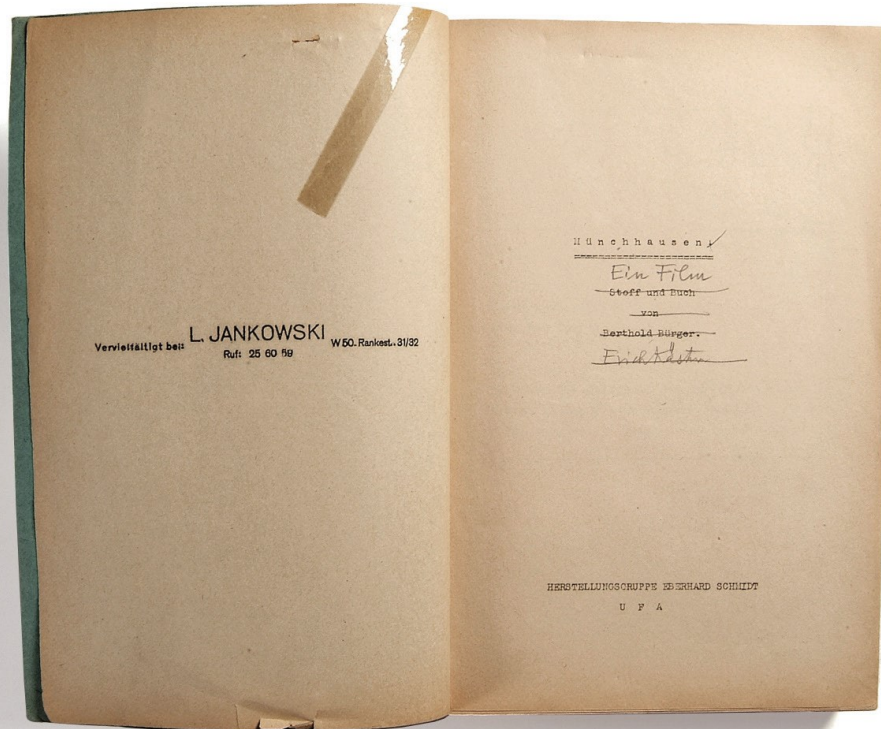 Vervielfältigt bei: L. JANKOWSKI W 50. Rankest. 31/32
Ruf: 25 60 59
Münchhausen
Ein Film
Stoff und Buch
von
Berthold Bürger.
Erich Kästner
HERSTELLUNGSGRUPPE EBERHARD SCHMIDT
U F A